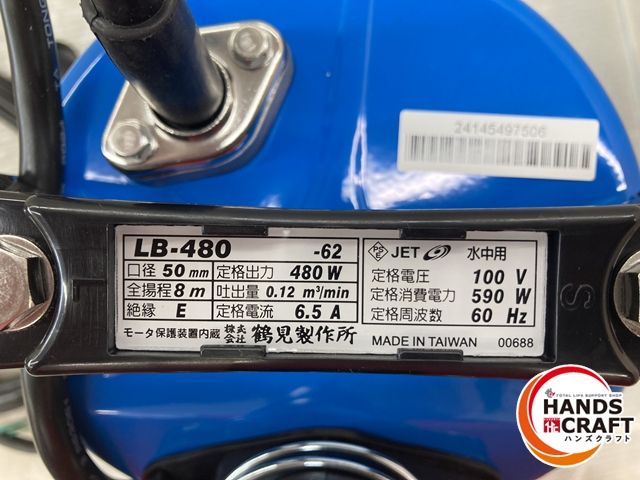 24145497506
LB-480 -62
口径 50 mm 定格出力 480 W
全揚程 8 m 吐出量 0.12 m³/min
絶縁 E 定格電流 6.5 A
モータ保護装置内蔵 株式会社 鶴見製作所
PS E JET 水中用
定格電圧 100 V
定格消費電力 590 W
定格周波数 60 Hz
MADE IN TAIWAN 00688
L
S
TOTAL LIFE SUPPORT SHOP
HANDS
CRAFT
ハンズクラフト